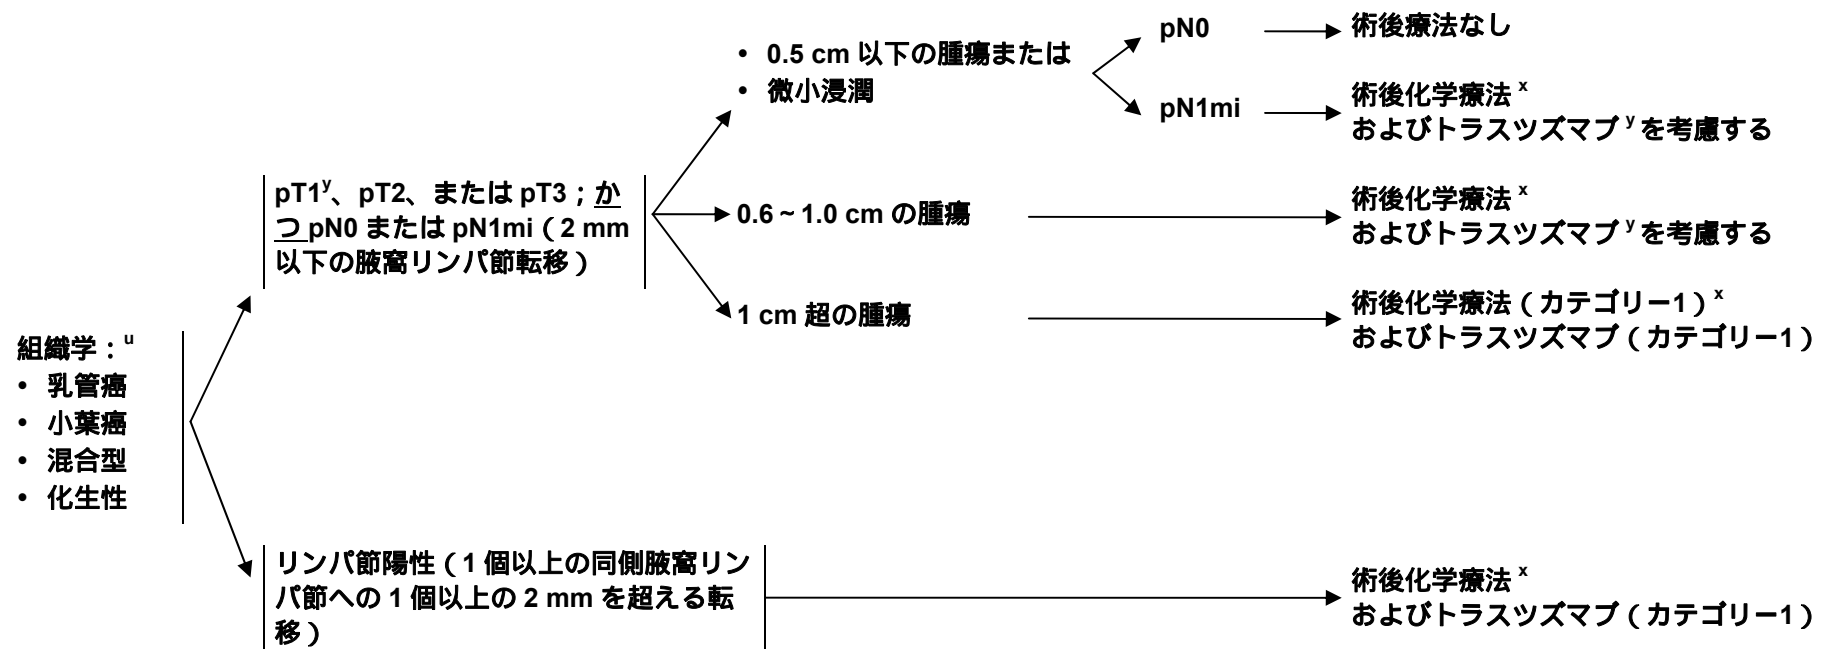 組織学：u
• 乳管癌
• 小葉癌
• 混合型
• 化生性
pT1y、pT2、または pT3；か
つ pN0 または pN1mi（2 mm
以下の腋窩リンパ節転移）
• 0.5 cm 以下の腫瘍または
• 微小浸潤
pN0
術後療法なし
pN1mi
術後化学療法 x
およびトラスツズマブ y を考慮する
0.6～1.0 cm の腫瘍
術後化学療法 x
およびトラスツズマブ y を考慮する
1 cm 超の腫瘍
術後化学療法（カテゴリー1）x
およびトラスツズマブ（カテゴリー1）
リンパ節陽性（1 個以上の同側腋窩リン
パ節への 1 個以上の 2 mm を超える転
移）
術後化学療法 x
およびトラスツズマブ（カテゴリー1）